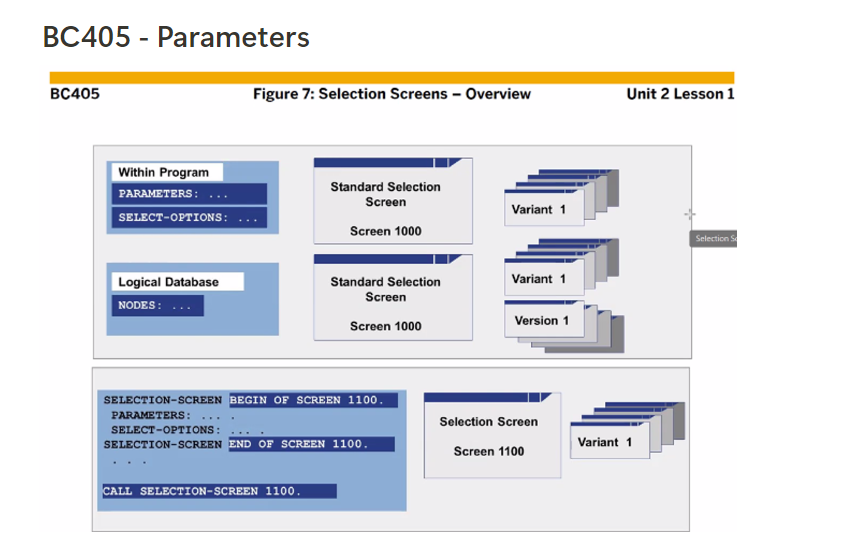 BC405 - Parameters
BC405 Figure 7: Selection Screens – Overview Unit 2 Lesson 1
Within Program
PARAMETERS: ...
SELECT-OPTIONS: ...
Standard Selection
Screen
Screen 1000
Variant 1
Logical Database
NODES: ...
Standard Selection
Screen
Screen 1000
Variant 1
Version 1
SELECTION-SCREEN BEGIN OF SCREEN 1100.
PARAMETERS: ... .
SELECT-OPTIONS: ... .
SELECTION-SCREEN END OF SCREEN 1100.
. . .
CALL SELECTION-SCREEN 1100.
Selection Screen
Screen 1100
Variant 1
Selection